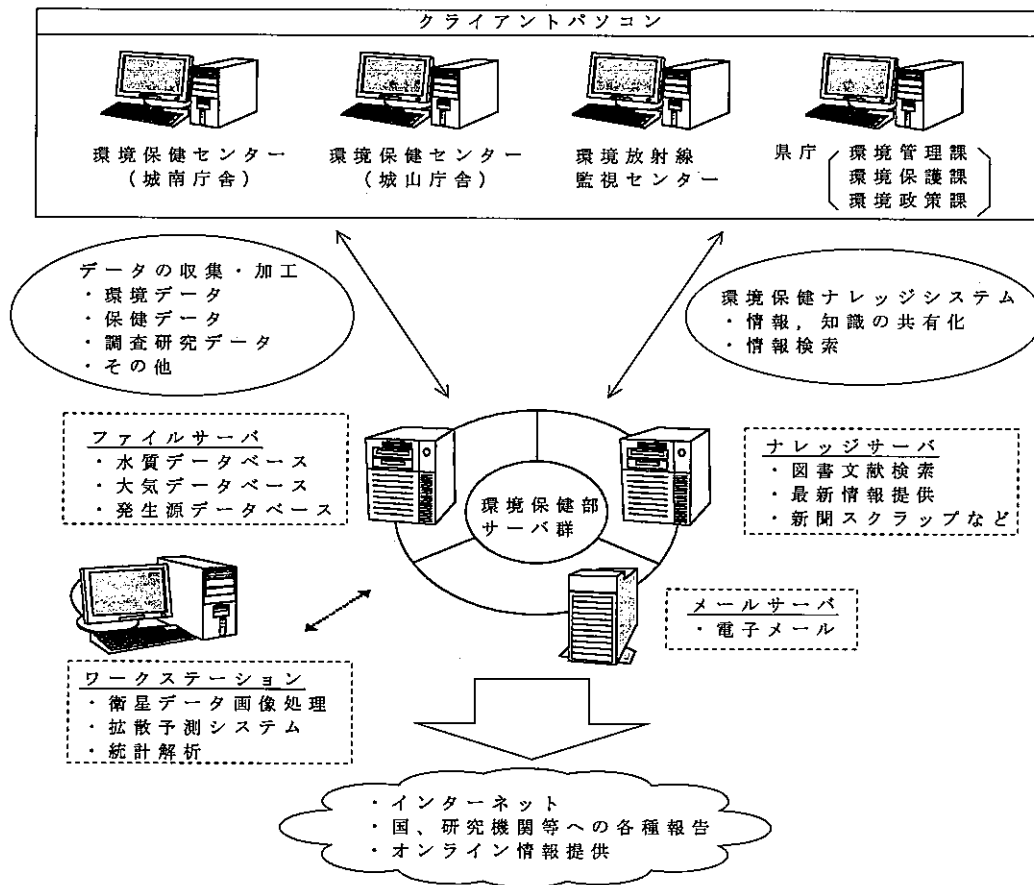 クライアントパソコン
環境保健センター
(城南庁舎)
環境保健センター
(城山庁舎)
環境放射線
監視センター
県庁
環境管理課
環境保護課
環境政策課
データの収集・加工
・環境データ
・保健データ
・調査研究データ
・その他
環境保健ナレッジシステム
・情報,知識の共有化
・情報検索
ファイルサーバ
・水質データベース
・大気データベース
・発生源データベース
環境保健部
サーバ群
ナレッジサーバ
・図書文献検索
・最新情報提供
・新聞スクラップなど
メールサーバ
・電子メール
ワークステーション
・衛星データ画像処理
・拡散予測システム
・統計解析
・インターネット
・国、研究機関等への各種報告
・オンライン情報提供